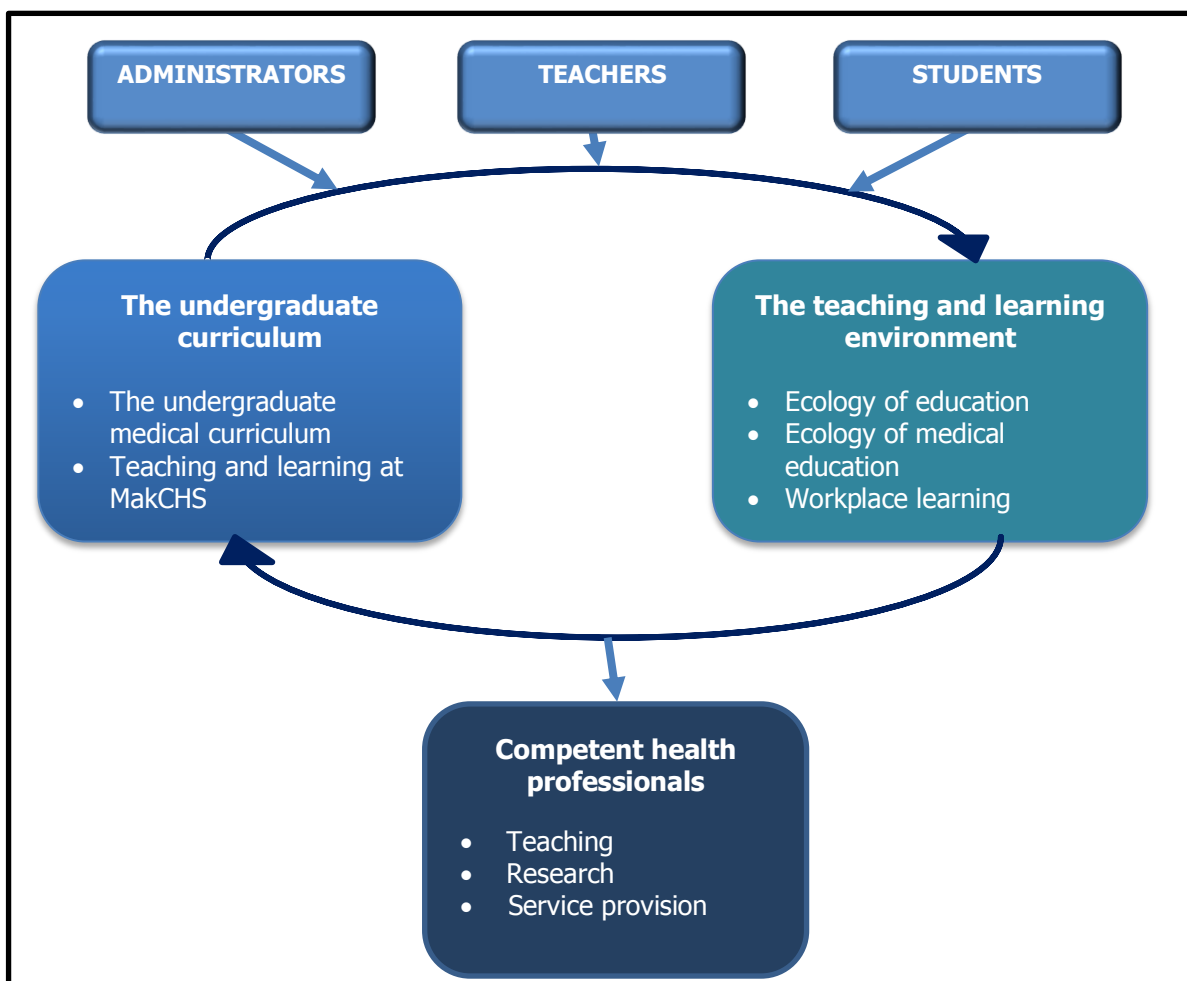 ADMINISTRATORS
TEACHERS
STUDENTS
The undergraduate
curriculum
• The undergraduate
medical curriculum
• Teaching and learning at
MakCHS
The teaching and learning
environment
• Ecology of education
• Ecology of medical
education
• Workplace learning
Competent health
professionals
• Teaching
• Research
• Service provision